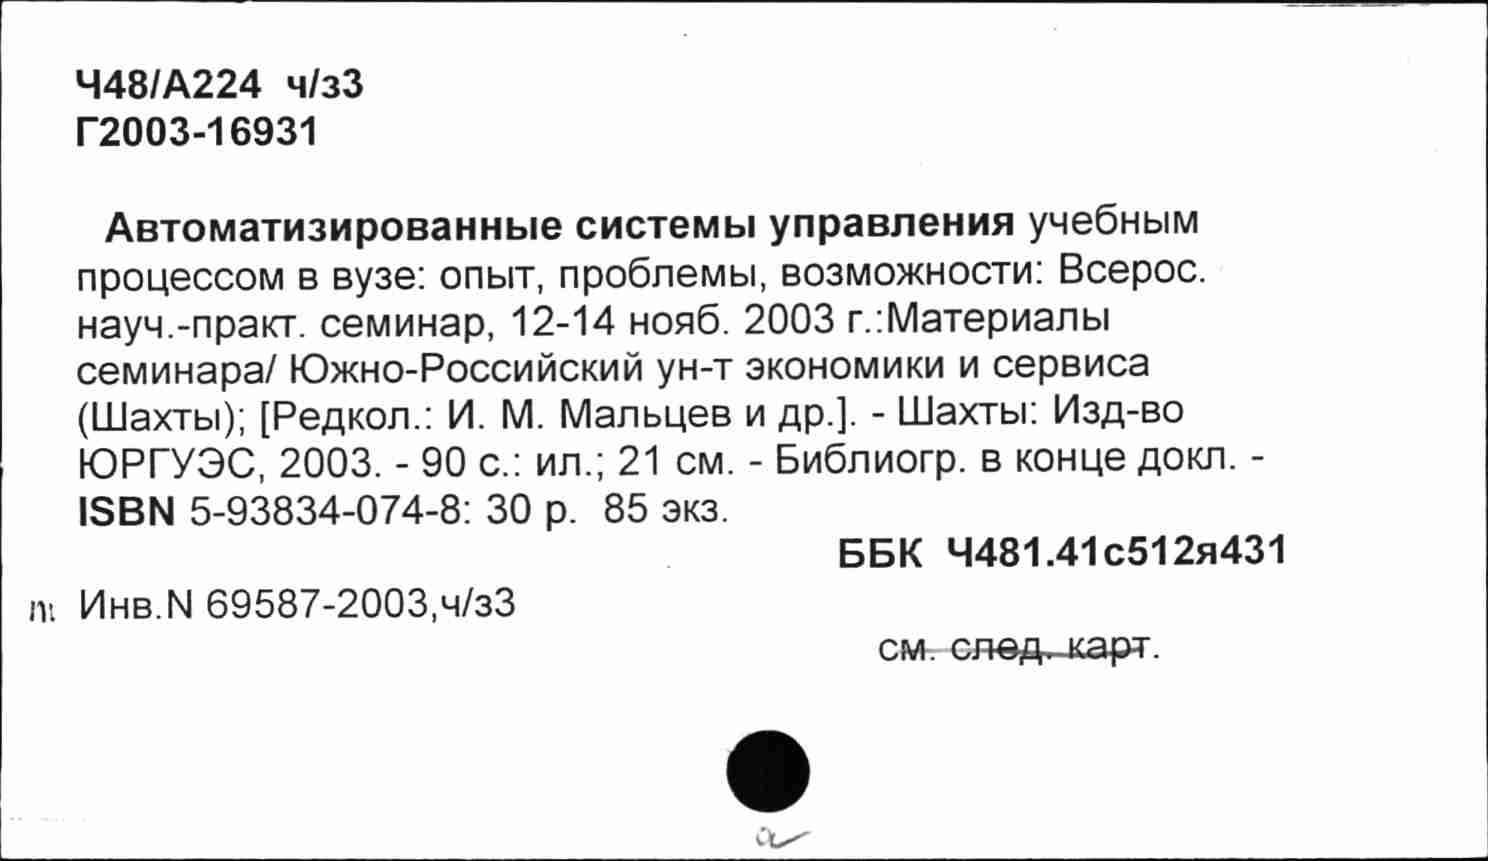 Ч48/А224 ч/з3
Г2003-16931
Автоматизированные системы управления учебным
процессом в вузе: опыт, проблемы, возможности: Всерос.
науч.-практ. семинар, 12-14 нояб. 2003 г.:Материалы
семинара/ Южно-Российский ун-т экономики и сервиса
(Шахты); [Редкол.: И. М. Мальцев и др.]. - Шахты: Изд-во
ЮРГУЭС, 2003. - 90 с.: ил.; 21 см. - Библиогр. в конце докл. -
ISBN 5-93834-074-8: 30 р. 85 экз.
ББК Ч481.41с512я431
Инв.N 69587-2003,ч/з3
см. след. карт.